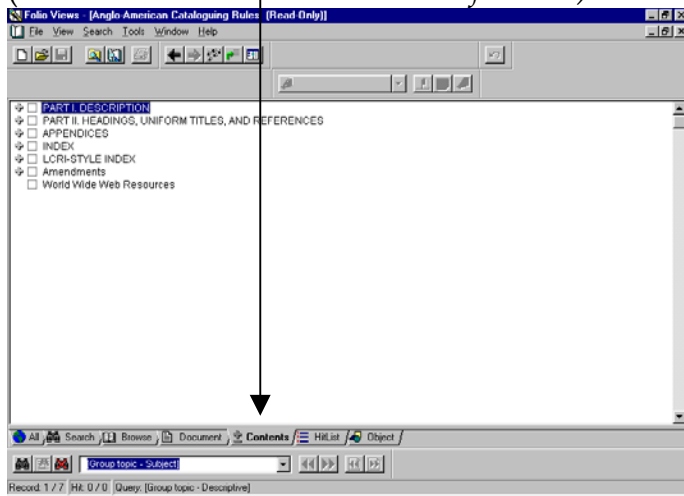 Folio Views - [Anglo-American Cataloguing Rules (Read-Only)]
File View Search Tools Window Help
PART I. DESCRIPTION
PART II. HEADINGS, UNIFORM TITLES, AND REFERENCES
APPENDICES
INDEX
LCRI-STYLE INDEX
Amendments
World Wide Web Resources
All Search Browse Document Contents HitList Object
[Group topic - Subject]
Record: 1 / 7 Hit: 0 / 0 Query: [Group topic - Descriptive]